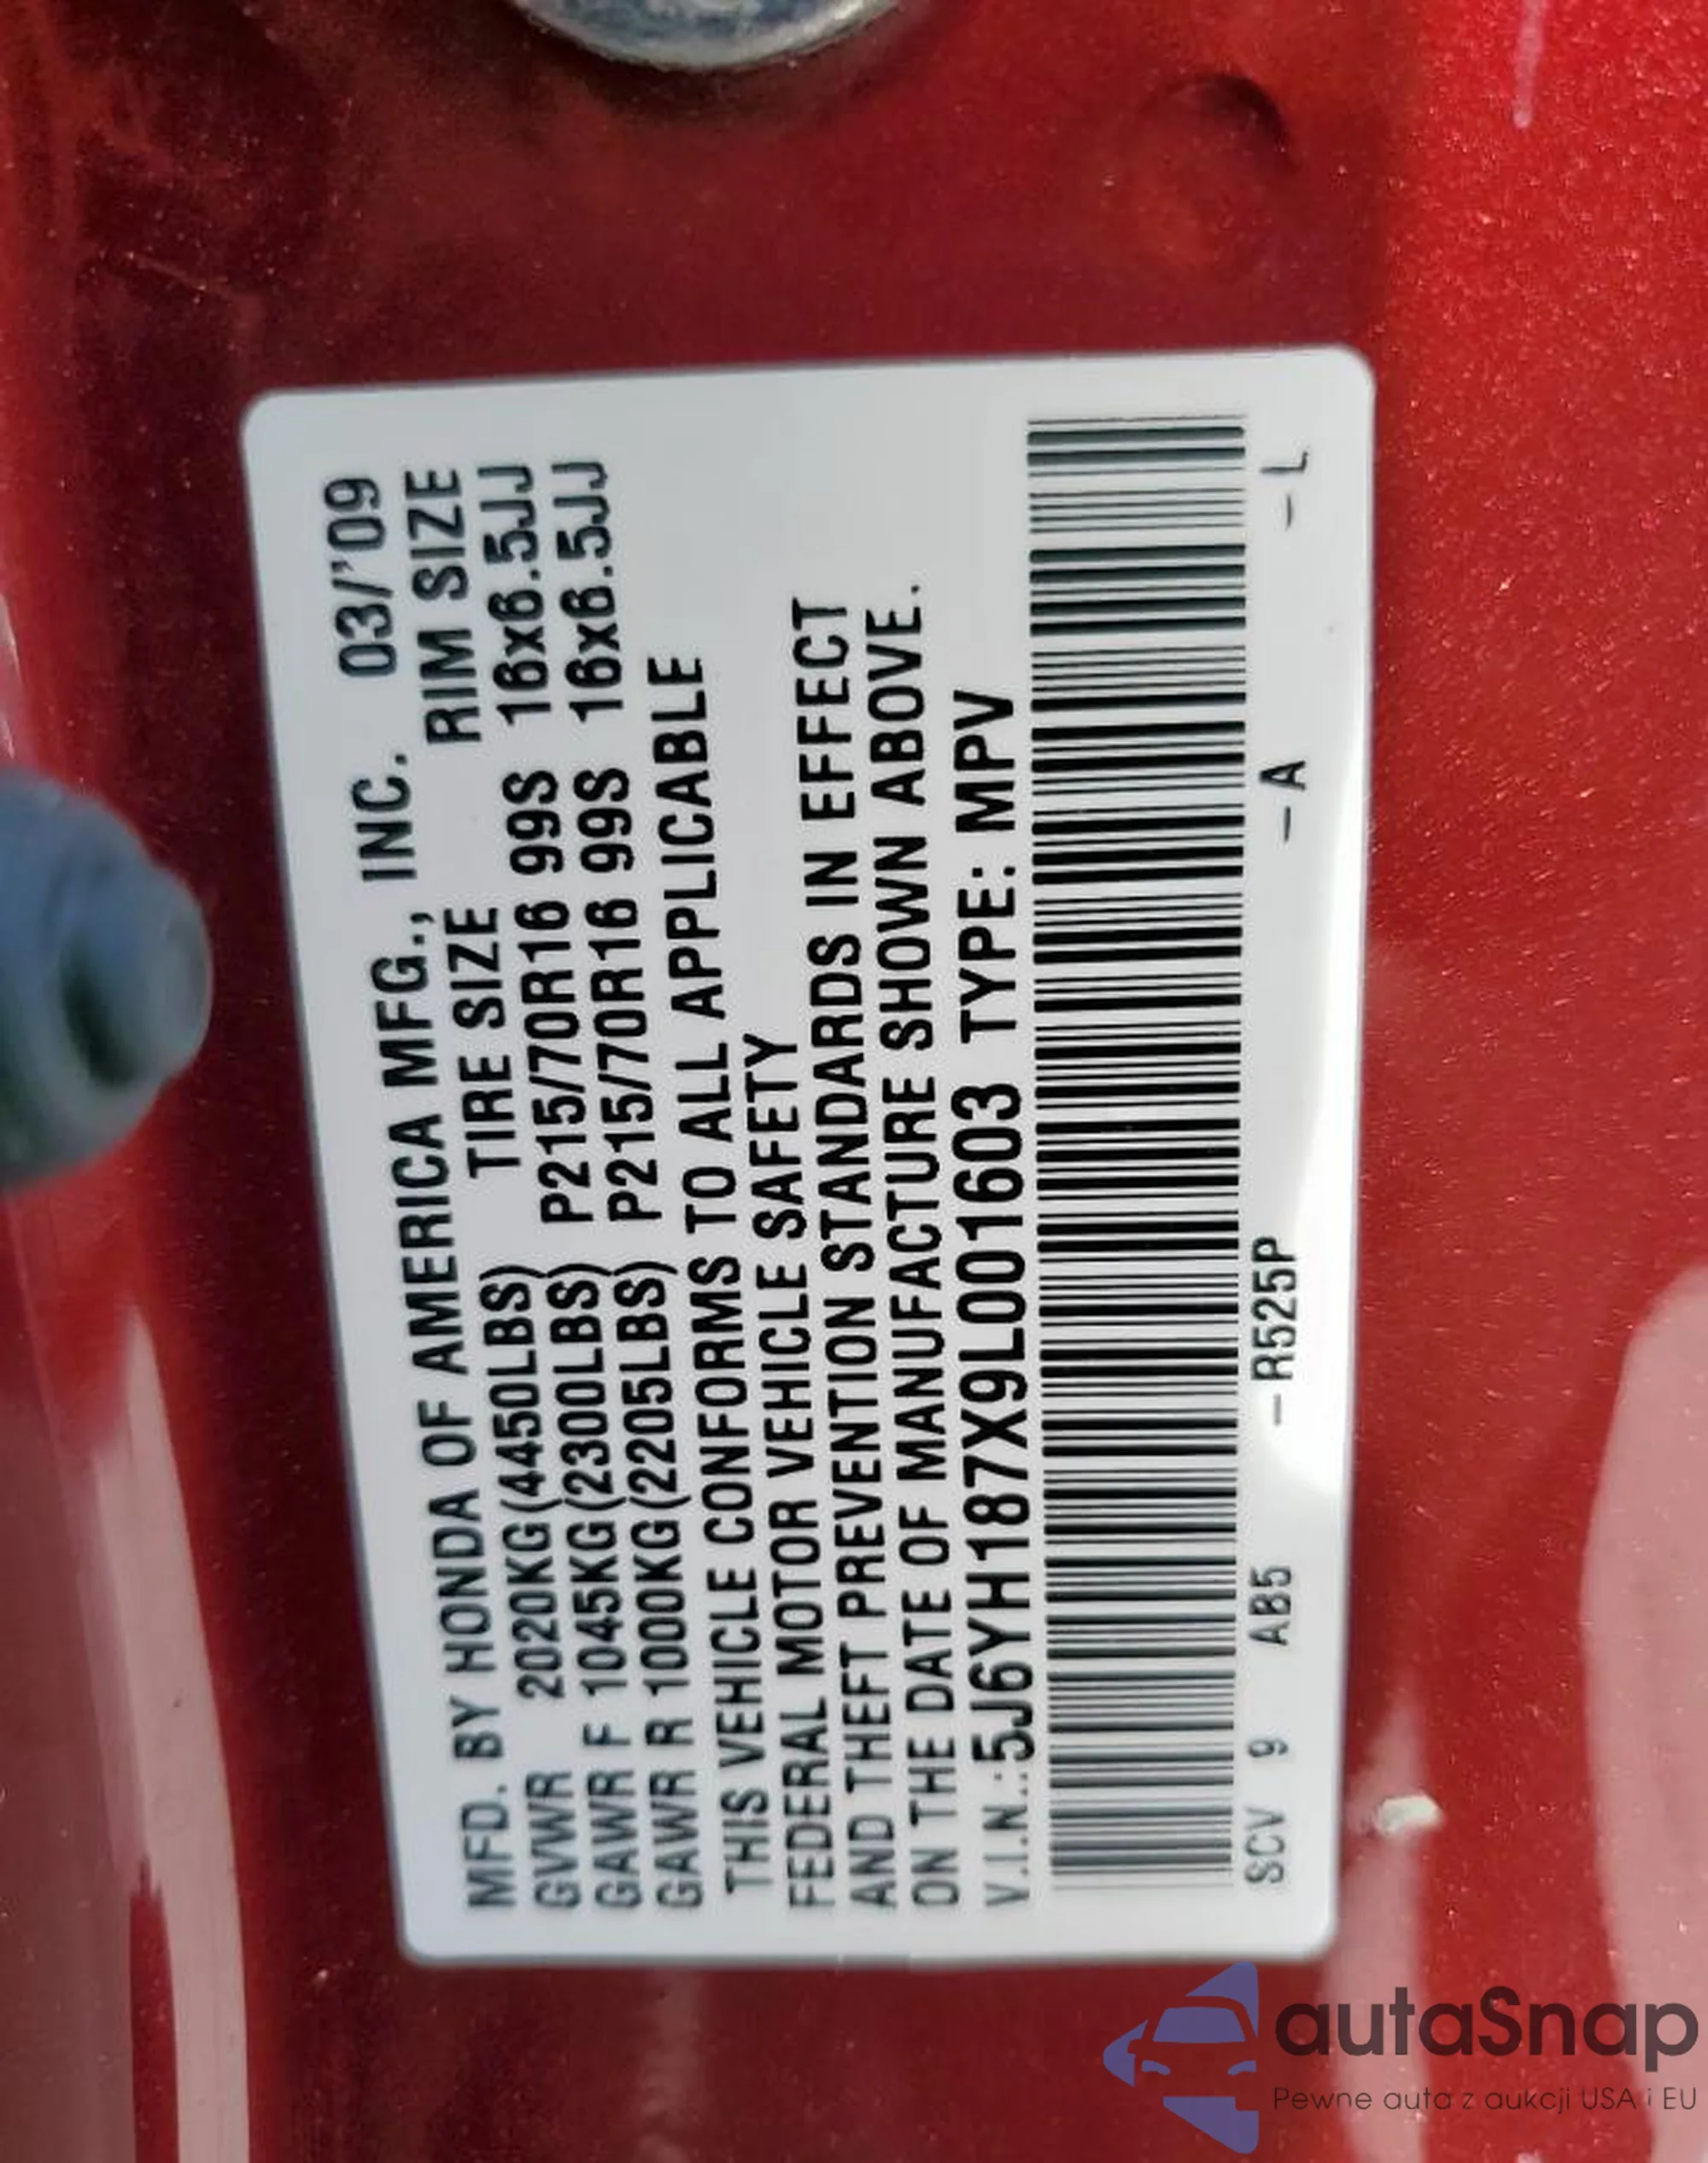 MFD. BY HONDA OF AMERICA MFG., INC. 03/'09
TIRE SIZE RIM SIZE
GVWR 2020KG(4450LBS)
GAWR F 1045KG(2300LBS) P215/70R16 99S 16x6.5JJ
GAWR R 1000KG(2205LBS) P215/70R16 99S 16x6.5JJ
THIS VEHICLE CONFORMS TO ALL APPLICABLE
FEDERAL MOTOR VEHICLE SAFETY
AND THEFT PREVENTION STANDARDS IN EFFECT
ON THE DATE OF MANUFACTURE SHOWN ABOVE.
V.I.N.:5J6YH187X9L001603 TYPE: MPV
SCV 9 AB5 -R525P -A -L
autaSnap
Pewne auta z aukcji USA i EU